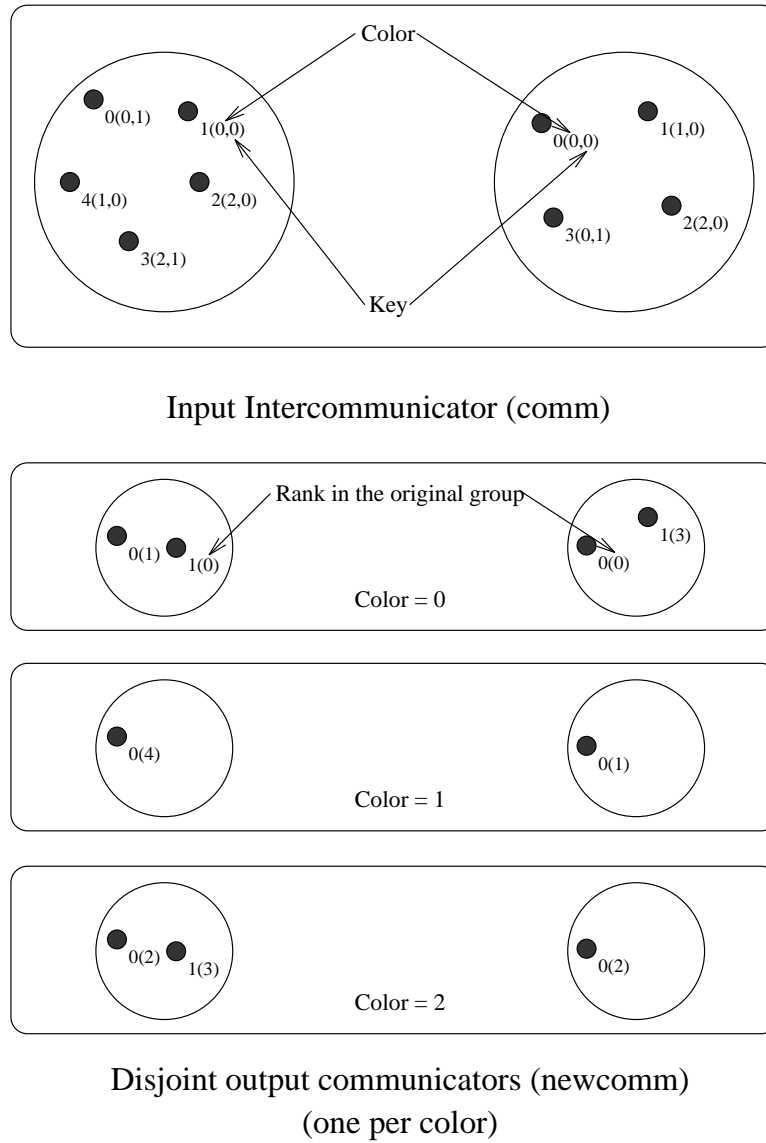 Color
0(0,1)
1(0,0)
4(1,0)
2(2,0)
3(2,1)
0(0,0)
1(1,0)
3(0,1)
2(2,0)
Key
Input Intercommunicator (comm)
Rank in the original group
0(1)
1(0)
0(0)
1(3)
Color = 0
0(4)
0(1)
Color = 1
0(2)
1(3)
0(2)
Color = 2
Disjoint output communicators (newcomm)
(one per color)